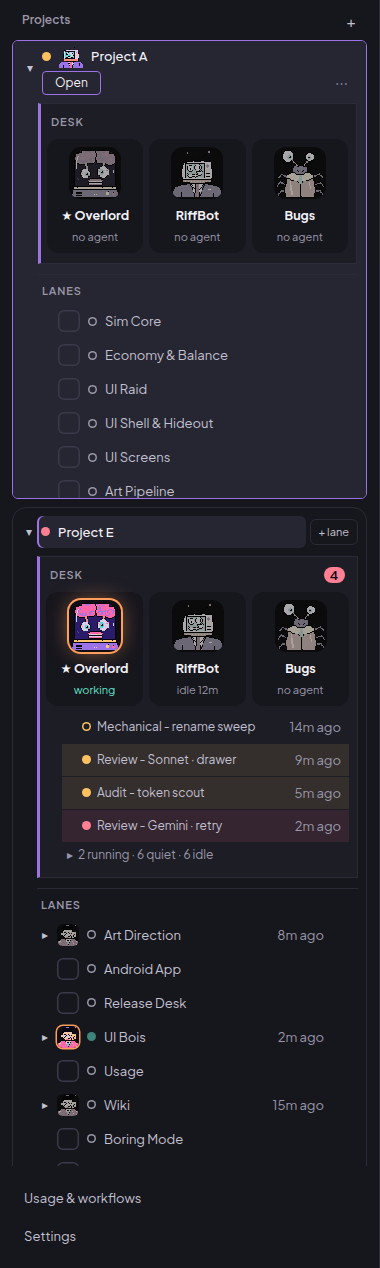 Projects
+
Project A
Open
...
DESK
★ Overlord
RiffBot
Bugs
no agent
no agent
no agent
LANES
Sim Core
Economy & Balance
UI Raid
UI Shell & Hideout
UI Screens
Art Pipeline
Project E
+ lane
DESK
4
★ Overlord
RiffBot
Bugs
working
idle 12m
no agent
Mechanical - rename sweep 14m ago
Review - Sonnet · drawer 9m ago
Audit - token scout 5m ago
Review - Gemini · retry 2m ago
▸ 2 running · 6 quiet · 6 idle
LANES
Art Direction 8m ago
Android App
Release Desk
UI Bois 2m ago
Usage
Wiki 15m ago
Boring Mode
Usage & workflows
Settings